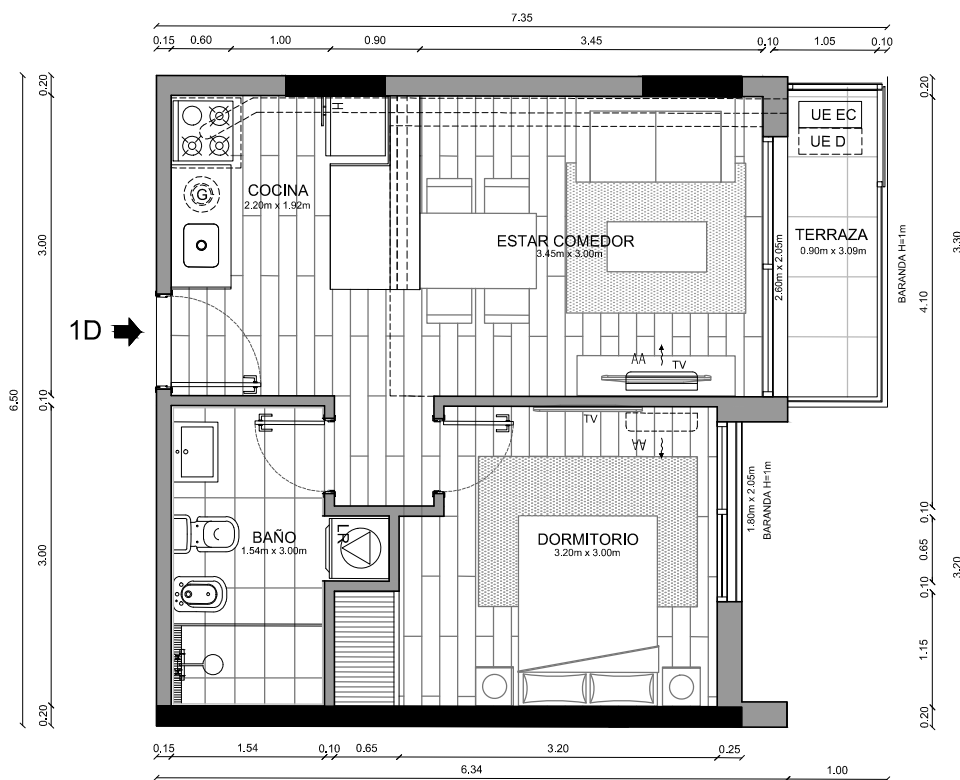 7.35
0.15 0.60 1.00 0.90 3.45 0.10 1.05 0.10
0.20
3.00
0.10
3.00
0.20
6.50
1D
H
COCINA
2.20m x 1.92m
G
ESTAR COMEDOR
3.45m x 3.00m
2.60m x 2.05m
UE EC
UE D
TERRAZA
0.90m x 3.09m
BARANDA H=1m
0.20
4.10
3.30
AA
TV
TV
AA
1.80m x 2.05m
BARANDA H=1m
BAÑO
1.54m x 3.00m
LR
DORMITORIO
3.20m x 3.00m
0.10
0.65
0.10
1.15
0.20
3.20
0.15 1.54 0.10 0.65 3.20 0.25
6.34 1.00